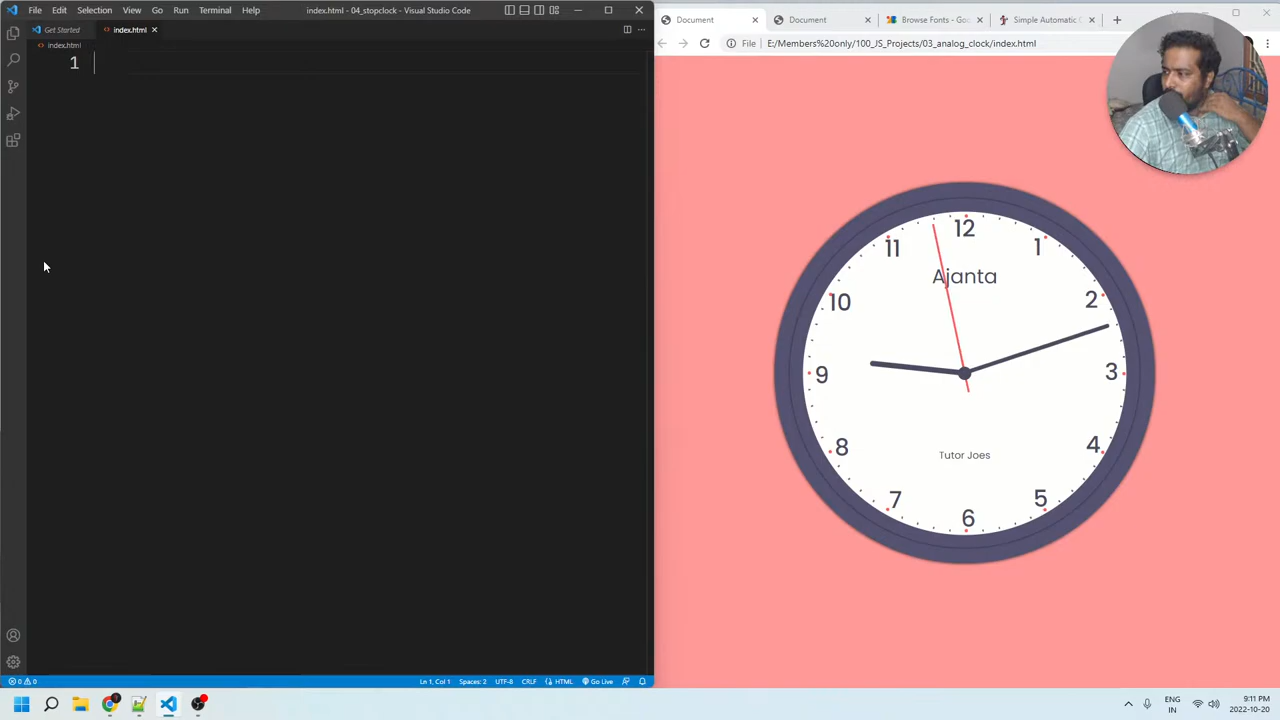 File Edit Selection View Go Run Terminal Help
index.html - 04_stopclock - Visual Studio Code
Get Started
index.html
index.html
1
Ln 1, Col 1 Spaces: 2 UTF-8 CRLF HTML Go Live
0 0
Document
Document
Browse Fonts - Goo
Simple Automatic
File E:/Members%20only/100_JS_Projects/03_analog_clock/index.html
12
11
1
Ajanta
10
2
9
3
8
4
Tutor Joes
7
5
6
ENG
IN
9:11 PM
2022-10-20